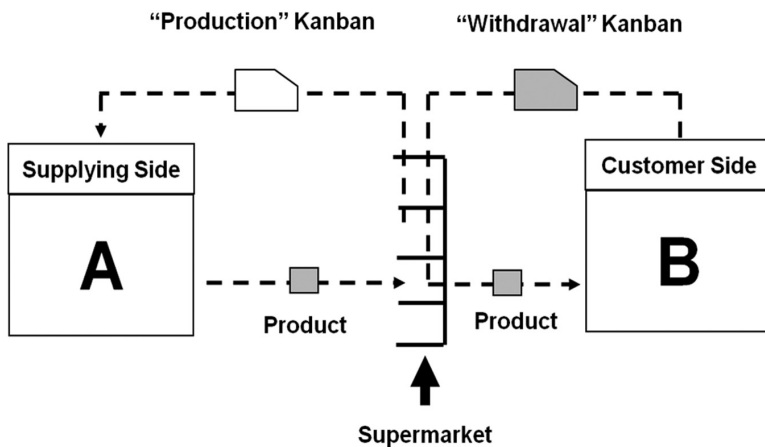 “Production” Kanban
“Withdrawal” Kanban
Supplying Side
Customer Side
A
B
Product
Product
Supermarket